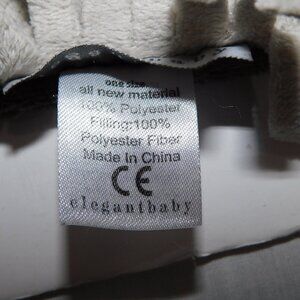 one size
all new material
100% Polyester
Filling:100%
Polyester Fiber
Made In China
CE
elegantbaby